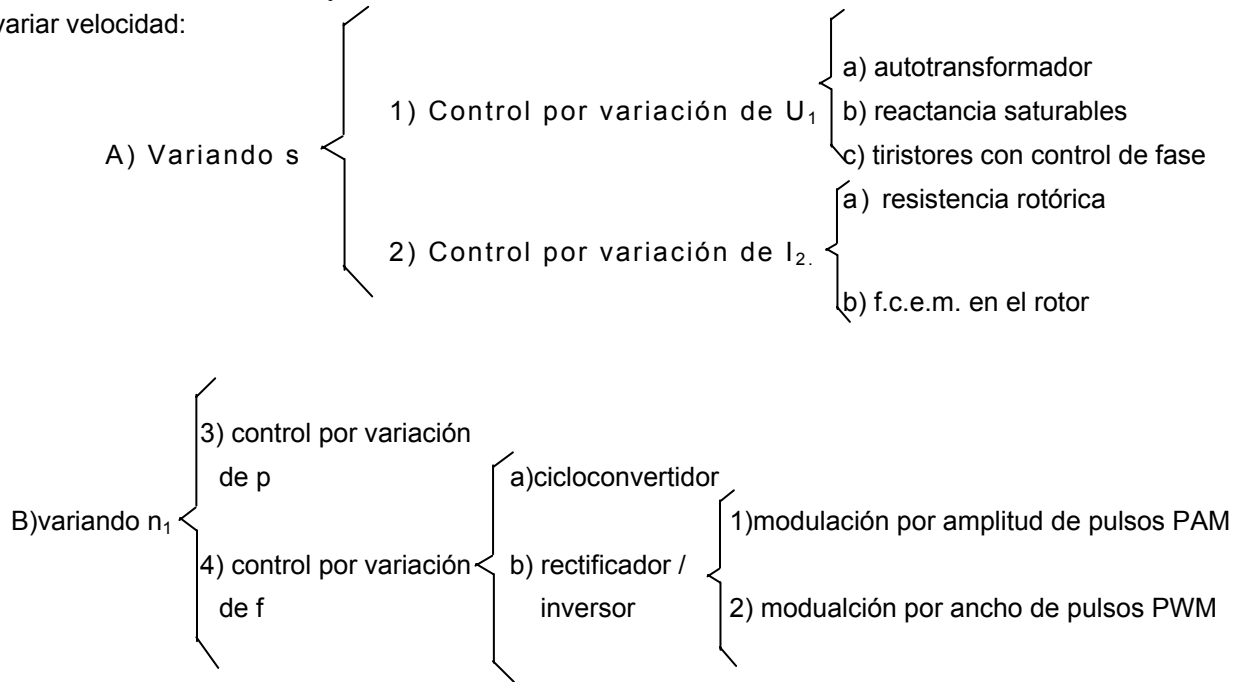 variar velocidad:
A) Variando s
1) Control por variación de U1
a) autotransformador
b) reactancia saturables
c) tiristores con control de fase
2) Control por variación de I2.
a) resistencia rotórica
b) f.c.e.m. en el rotor
B)variando n1
3) control por variación
de p
4) control por variación
de f
a)cicloconvertidor
b) rectificador /
inversor
1)modulación por amplitud de pulsos PAM
2) modualción por ancho de pulsos PWM